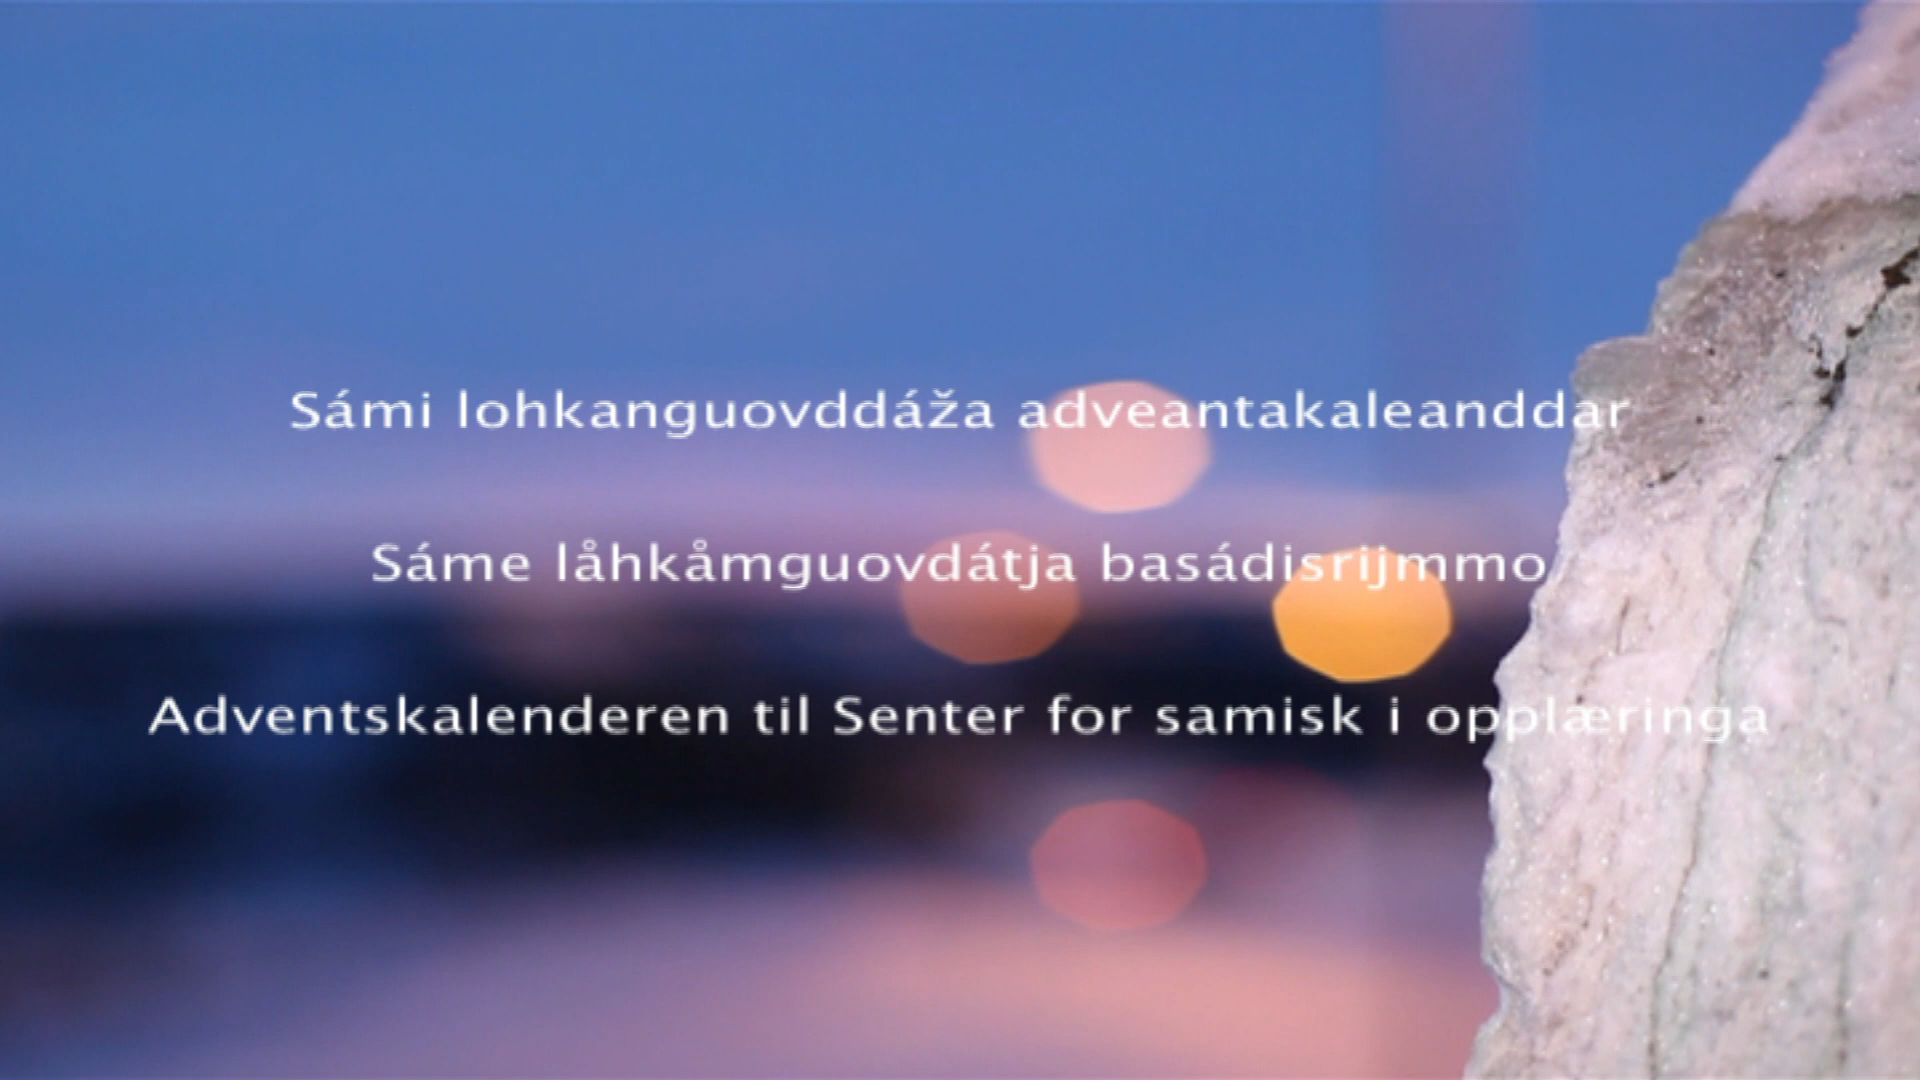 Sámi lohkanguovddáža adveantakaleanddar
Sáme låhkåmguovdátja basádisrijmmo
Adventskalenderen til Senter for samisk i opplæringa